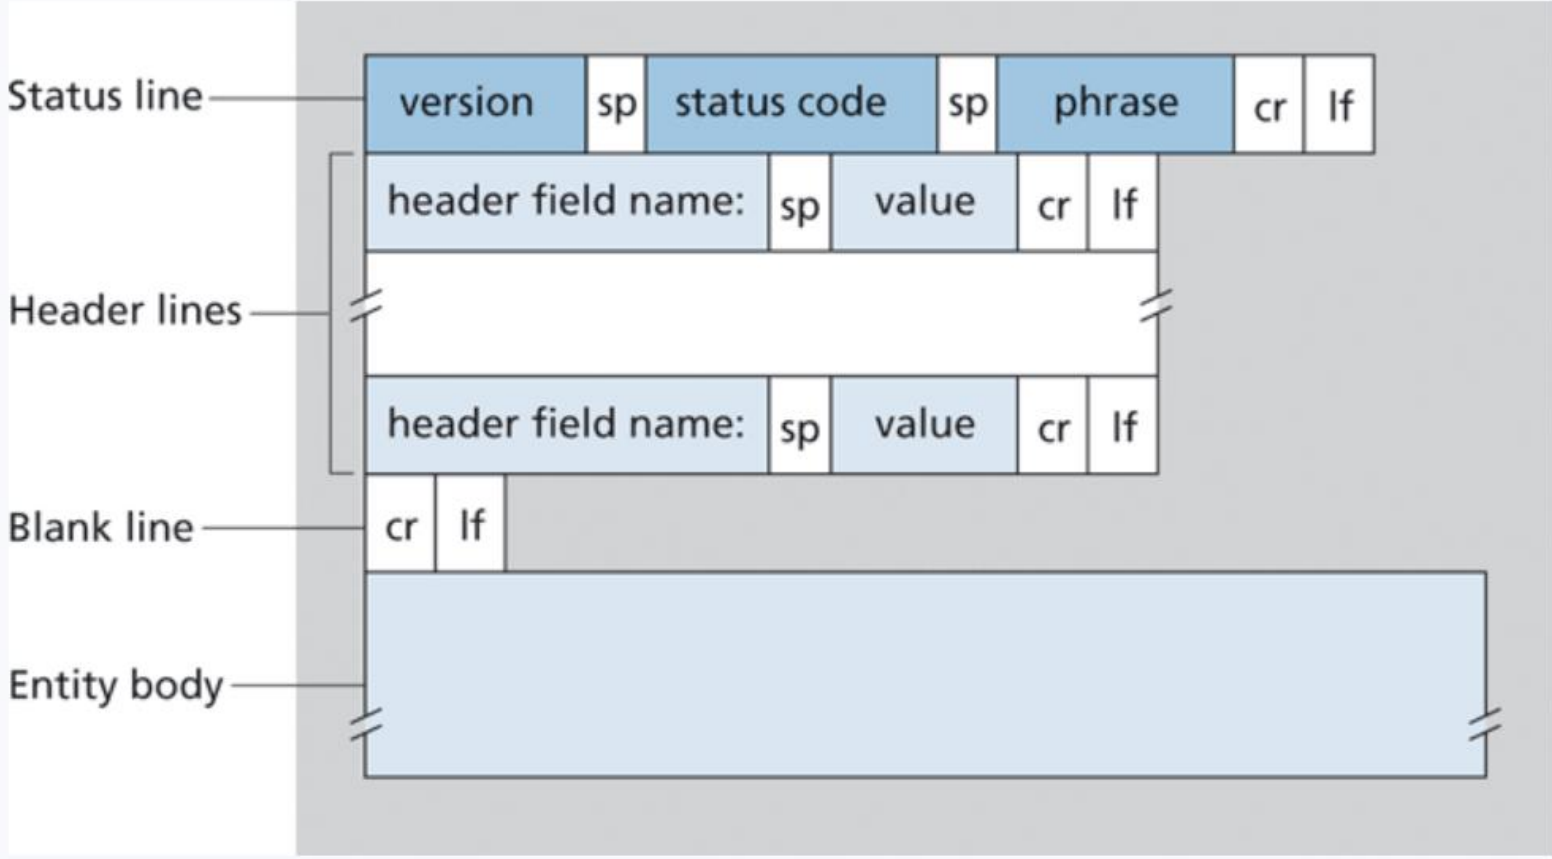 Status line version sp status code sp phrase cr lf
header field name: sp value cr lf
Header lines
header field name: sp value cr lf
Blank line cr lf
Entity body